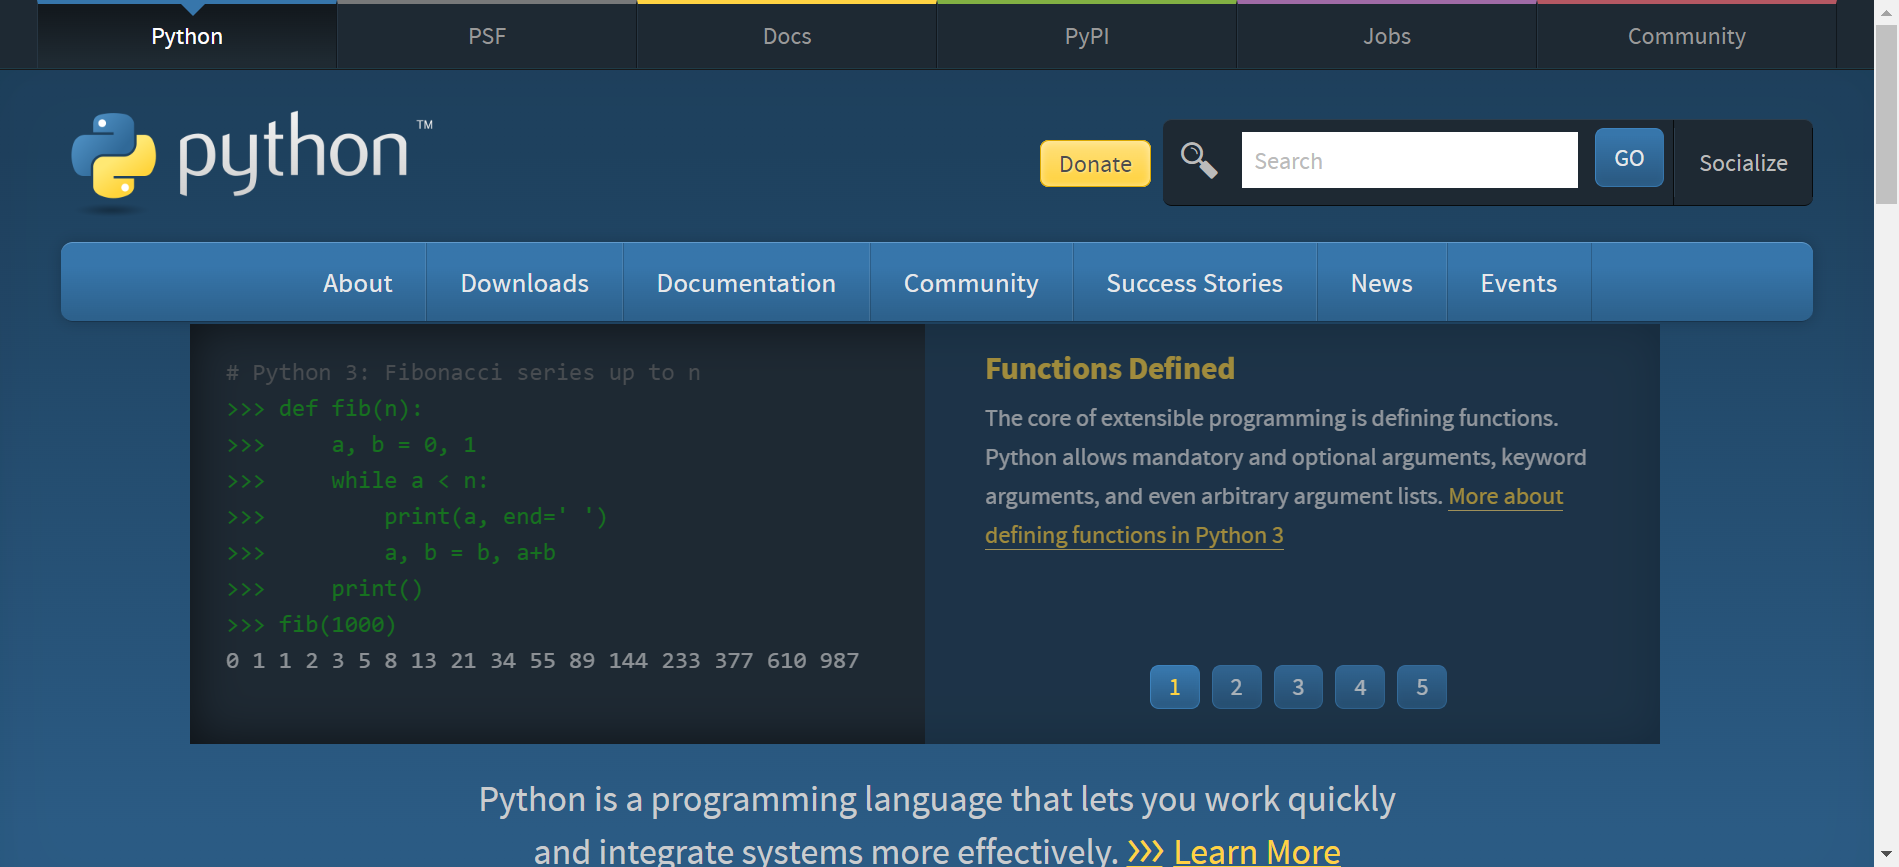 Python PSF Docs PyPI Jobs Community
python™
Donate Search GO Socialize
About Downloads Documentation Community Success Stories News Events
# Python 3: Fibonacci series up to n
>>> def fib(n):
>>>     a, b = 0, 1
>>>     while a < n:
>>>         print(a, end=' ')
>>>         a, b = b, a+b
>>>     print()
>>> fib(1000)
0 1 1 2 3 5 8 13 21 34 55 89 144 233 377 610 987
Functions Defined
The core of extensible programming is defining functions.
Python allows mandatory and optional arguments, keyword
arguments, and even arbitrary argument lists. More about
defining functions in Python 3
1 2 3 4 5
Python is a programming language that lets you work quickly
and integrate systems more effectively. >>> Learn More